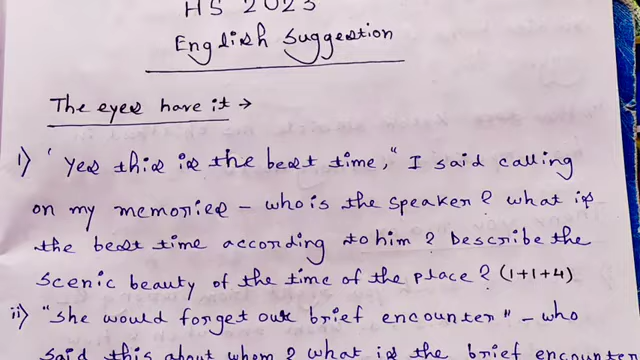 HS 2023
English Suggestion
The eyes have it →
i) "Yes this is the best time," I said calling
on my memories - who is the speaker? what is
the best time according to him? Describe the
scenic beauty of the time of the place? (1+1+4)
ii) "She would forget our brief encounter" - who
said this about whom? what is the brief encounter